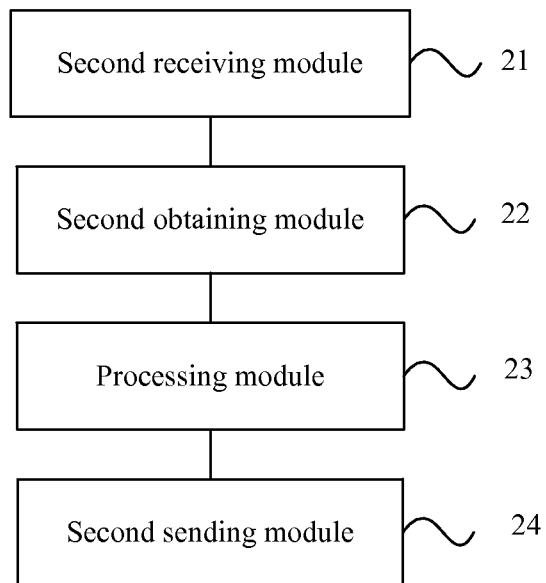 Second receiving module 21
Second obtaining module 22
Processing module 23
Second sending module 24